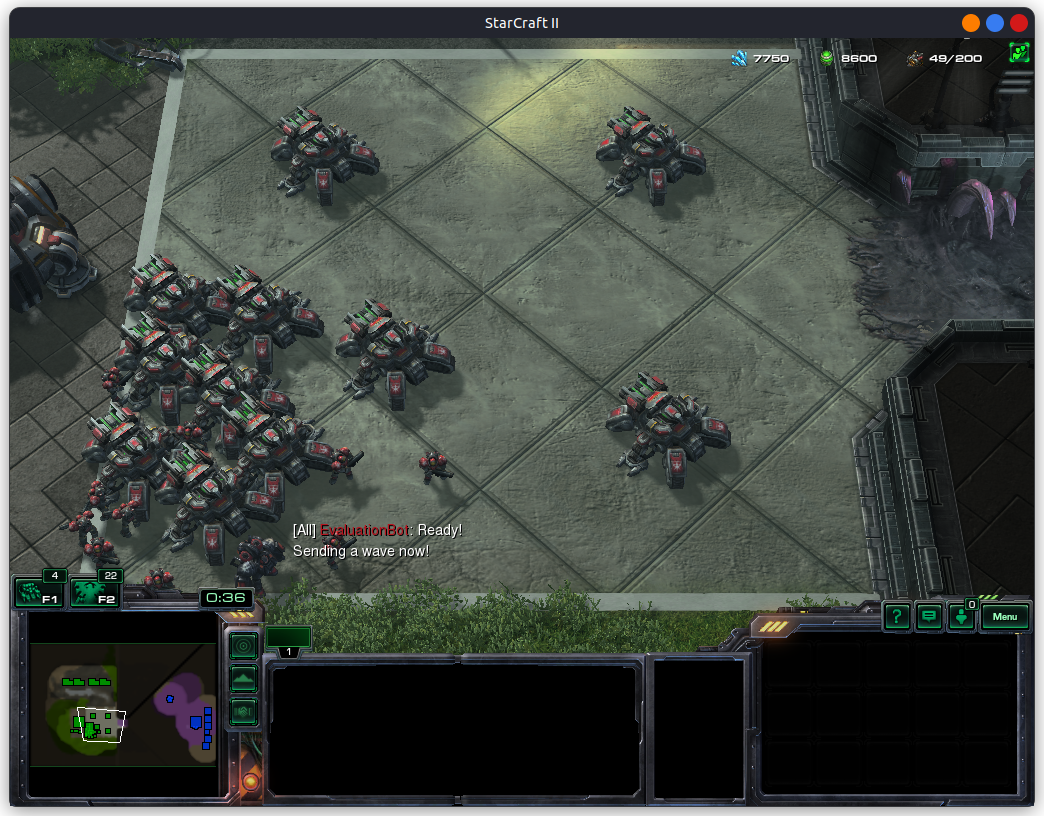 StarCraft II
7750 8600 49/200
[All] EvaluationBot: Ready!
Sending a wave now!
4 22
F1 F2 0:36
? 0 Menu
1